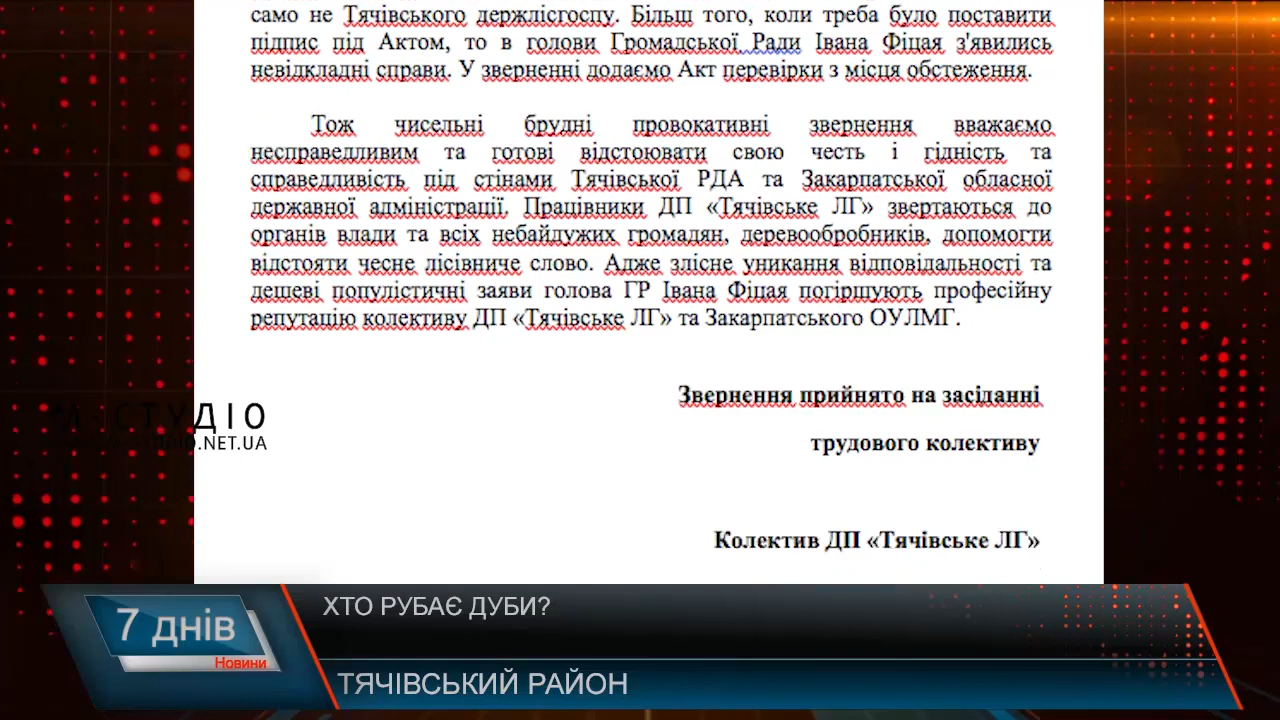 само не Тячівського держлісгоспу. Більш того, коли треба було поставити
підпис під Актом, то в голови Громадської Ради Івана Фіцая з'явились
невідкладні справи. У зверненні додаємо Акт перевірки з місця обстеження.
Тож чисельні брудні провокативні звернення вважаємо
несправедливим та готові відстоювати свою честь і гідність та
справедливість під стінами Тячівської РДА та Закарпатської обласної
державної адміністрації. Працівники ДП «Тячівське ЛГ» звертаються до
органів влади та всіх небайдужих громадян, деревообробників, допомогти
відстояти чесне лісівниче слово. Адже злісне уникання відповідальності та
дешеві популістичні заяви голова ГР Івана Фіцая погіршують професійну
репутацію колективу ДП «Тячівське ЛГ» та Закарпатського ОУЛМГ.
Звернення прийнято на засіданні
трудового колективу
Колектив ДП «Тячівське ЛГ»
СТУДІО
.NET.UA
7 днів
Новини
ХТО РУБАЄ ДУБИ?
ТЯЧІВСЬКИЙ РАЙОН